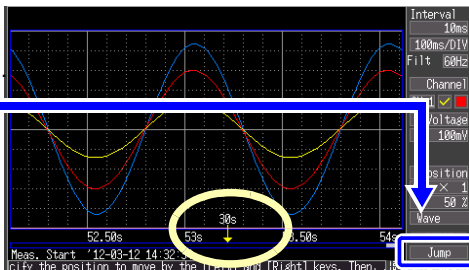 Interval
10ms
100ms/DIV
Filt 60Hz
Channel
Voltage
100mV
osition
× 1
50 %
Wave
Jump
30s
52.50s 53s .50s 54s
Meas. Start '12-03-12 14:32:3
cify the position to move by the and [Right] keys. Then,